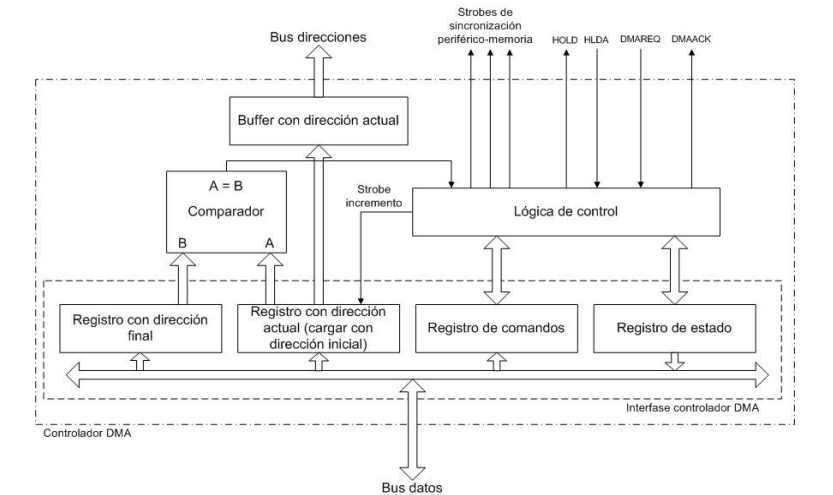 Strobes de
sincronización
periférico-memoria
Bus direcciones
HOLD
HLDA
DMAREQ
DMAACK
Buffer con dirección actual
A = B
Comparador
B
A
Strobe
incremento
Lógica de control
Registro con dirección
final
Registro con dirección
actual (cargar con
dirección inicial)
Registro de comandos
Registro de estado
Interfase controlador DMA
Controlador DMA
Bus datos